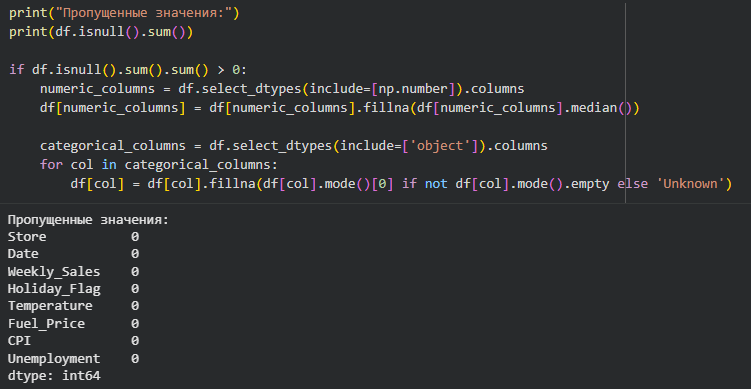 print("Пропущенные значения:")
print(df.isnull().sum())
if df.isnull().sum().sum() > 0:
    numeric_columns = df.select_dtypes(include=[np.number]).columns
    df[numeric_columns] = df[numeric_columns].fillna(df[numeric_columns].median())
    categorical_columns = df.select_dtypes(include=['object']).columns
    for col in categorical_columns:
        df[col] = df[col].fillna(df[col].mode()[0] if not df[col].mode().empty else 'Unknown')
Пропущенные значения:
Store           0
Date            0
Weekly_Sales    0
Holiday_Flag    0
Temperature     0
Fuel_Price      0
CPI             0
Unemployment    0
dtype: int64